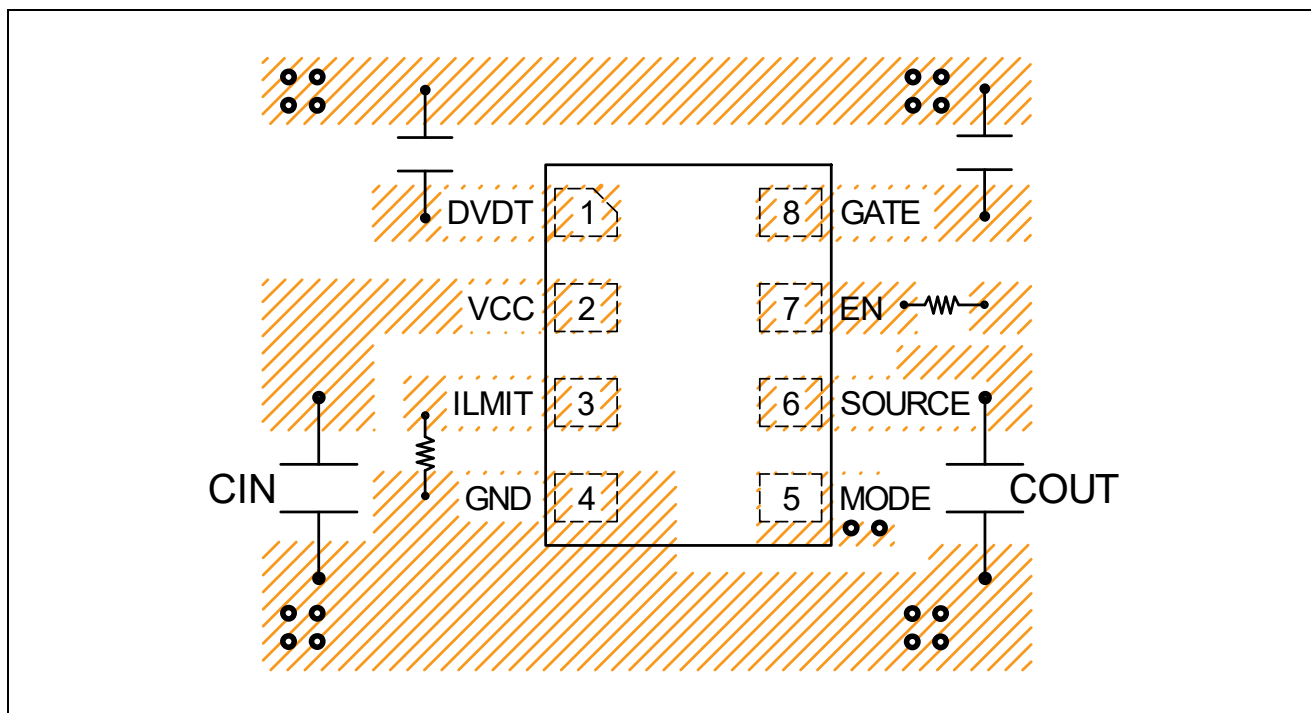 DVDT 1 8 GATE
VCC 2 7 EN
ILMIT 3 6 SOURCE
CIN GND 4 5 MODE COUT